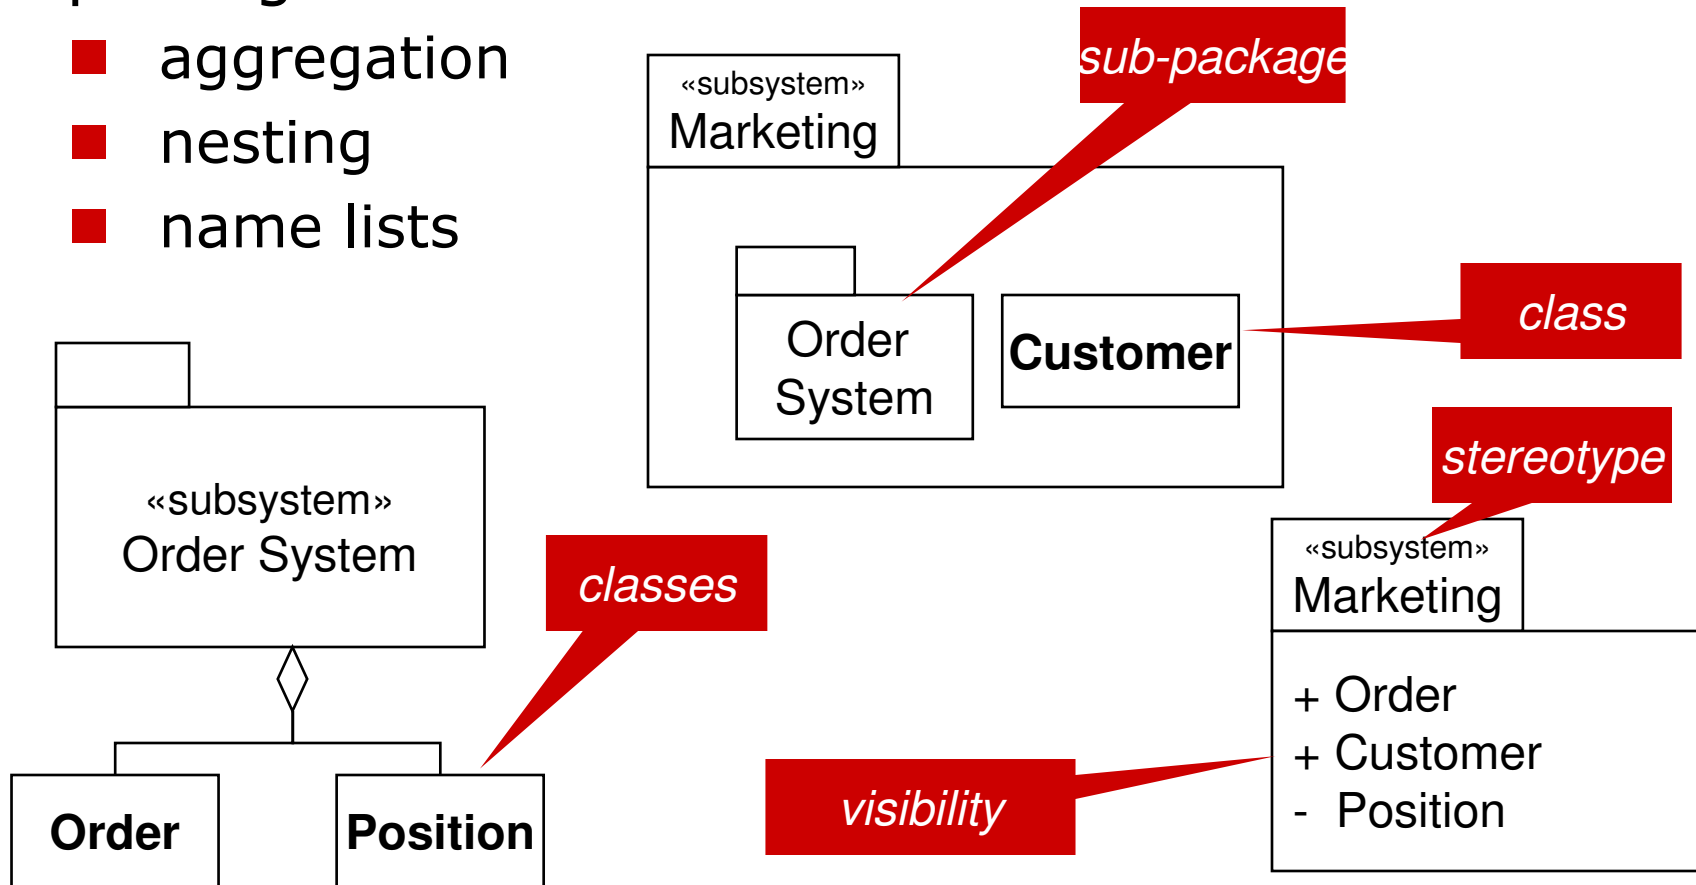 aggregation
nesting
name lists
«subsystem»
Marketing
sub-package
Order
System
Customer
class
«subsystem»
Order System
classes
Order
Position
stereotype
«subsystem»
Marketing
+ Order
+ Customer
- Position
visibility